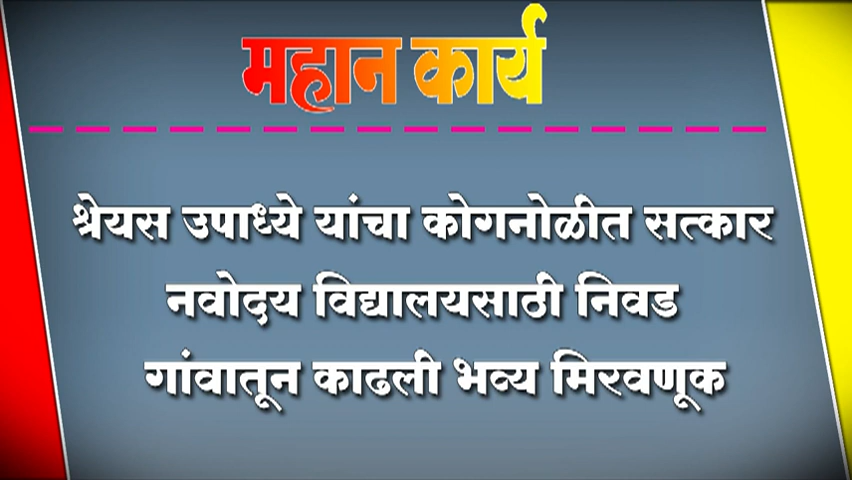 महान कार्य
श्रेयस उपाध्ये यांचा कोगनोळीत सत्कार
नवोदय विद्यालयसाठी निवड
गांवातून काढली भव्य मिरवणूक